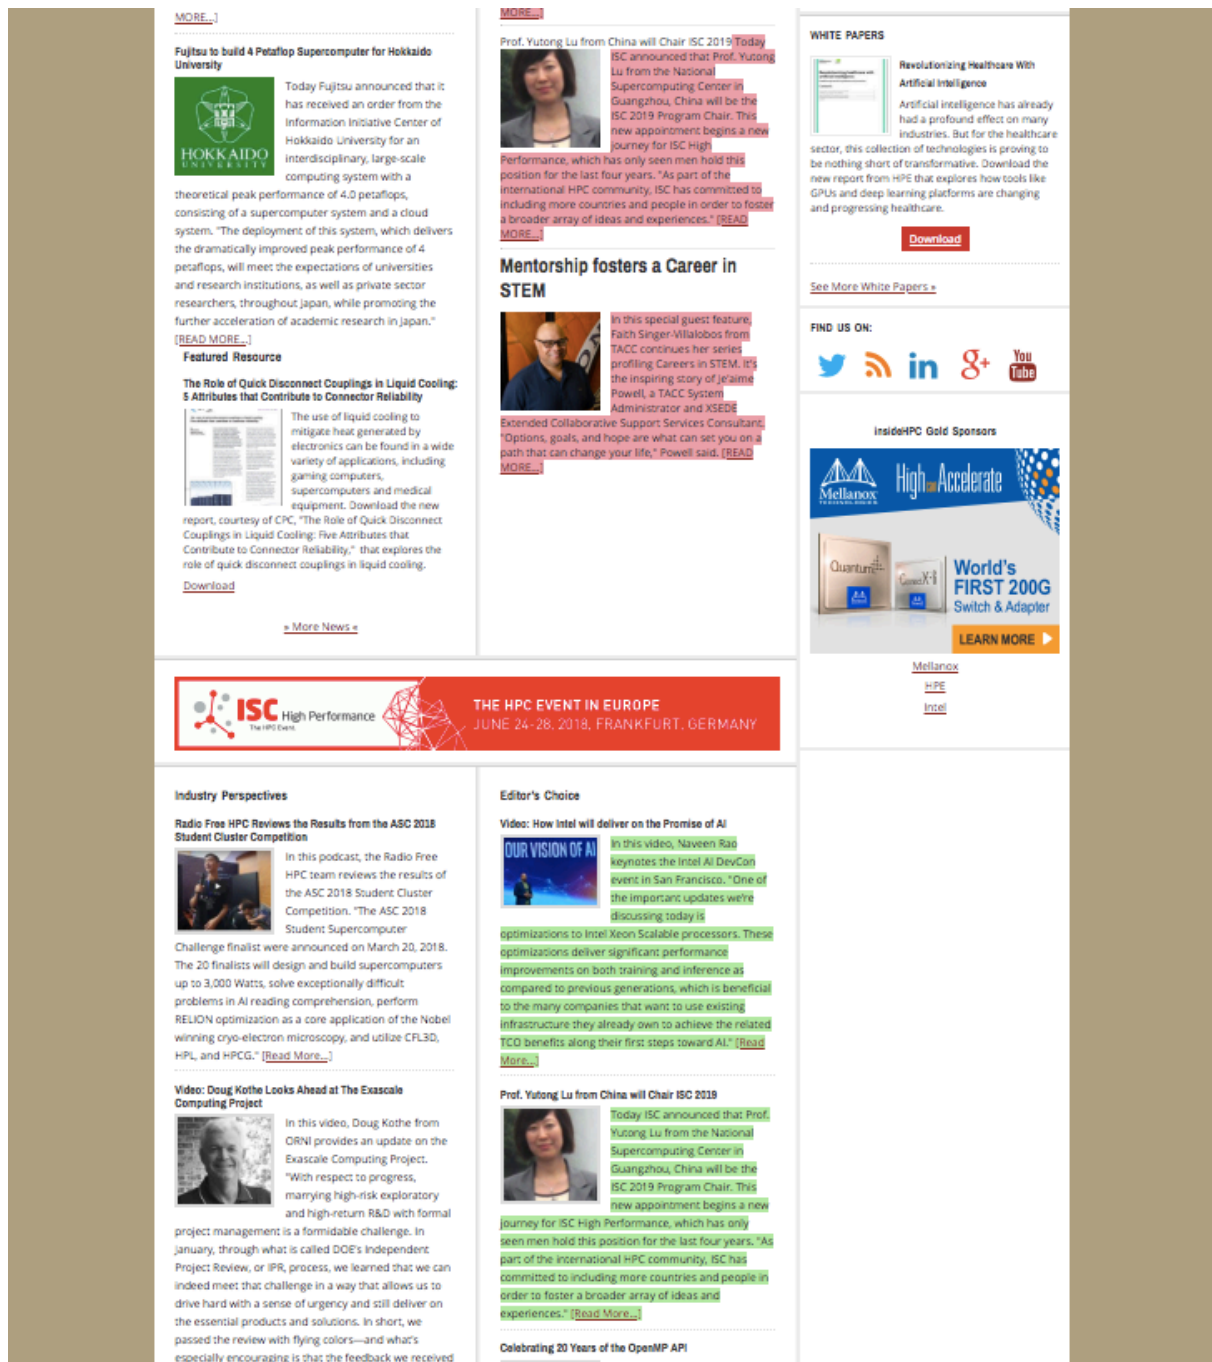 MORE...]
Fujitsu to build 4 Petaflop Supercomputer for Hokkaido
University
HOKKAIDO
UNIVERSITY
Today Fujitsu announced that it
has received an order from the
Information Initiative Center of
Hokkaido University for an
interdisciplinary, large-scale
computing system with a
theoretical peak performance of 4.0 petaflops,
consisting of a supercomputer system and a cloud
system. "The deployment of this system, which delivers
the dramatically improved peak performance of 4
petaflops, will meet the expectations of universities
and research institutions, as well as private sector
researchers, throughout Japan, while promoting the
further acceleration of academic research in Japan."
[READ MORE...]
Featured Resource
The Role of Quick Disconnect Couplings in Liquid Cooling:
5 Attributes that Contribute to Connector Reliability
The use of liquid cooling to
mitigate heat generated by
electronics can be found in a wide
variety of applications, including
gaming computers,
supercomputers and medical
equipment. Download the new
report, courtesy of CPC, "The Role of Quick Disconnect
Couplings in Liquid Cooling: Five Attributes that
Contribute to Connector Reliability," that explores the
role of quick disconnect couplings in liquid cooling.
Download
» More News «
MORE...]
Prof. Yutong Lu from China will Chair ISC 2019 Today
ISC announced that Prof. Yutong
Lu from the National
Supercomputing Center in
Guangzhou, China will be the
ISC 2019 Program Chair. This
new appointment begins a new
journey for ISC High
Performance, which has only seen men hold this
position for the last four years. "As part of the
international HPC community, ISC has committed to
including more countries and people in order to foster
a broader array of ideas and experiences." [READ
MORE...]
Mentorship fosters a Career in
STEM
In this special guest feature,
Faith Singer-Villalobos from
TACC continues her series
profiling Careers in STEM. It's
the inspiring story of Je'aime
Powell, a TACC System
Administrator and XSEDE
Extended Collaborative Support Services Consultant.
"Options, goals, and hope are what can set you on a
path that can change your life," Powell said. [READ
MORE...]
WHITE PAPERS
Revolutionizing Healthcare With
Artificial Intelligence
Artificial intelligence has already
had a profound effect on many
industries. But for the healthcare
sector, this collection of technologies is proving to
be nothing short of transformative. Download the
new report from HPE that explores how tools like
GPUs and deep learning platforms are changing
and progressing healthcare.
Download
See More White Papers »
FIND US ON:
in
g+
You
Tube
insideHPC Gold Sponsors
Mellanox
TECHNOLOGIES
High Accelerate
Quantum
ConnectX-6
World's
FIRST 200G
Switch & Adapter
LEARN MORE
Mellanox
HPE
Intel
ISC High Performance
The HPC Event.
THE HPC EVENT IN EUROPE
JUNE 24-28, 2018, FRANKFURT, GERMANY
Industry Perspectives
Radio Free HPC Reviews the Results from the ASC 2018
Student Cluster Competition
In this podcast, the Radio Free
HPC team reviews the results of
the ASC 2018 Student Cluster
Competition. "The ASC 2018
Student Supercomputer
Challenge finalist were announced on March 20, 2018.
The 20 finalists will design and build supercomputers
up to 3,000 Watts, solve exceptionally difficult
problems in AI reading comprehension, perform
RELION optimization as a core application of the Nobel
winning cryo-electron microscopy, and utilize CFL3D,
HPL, and HPCG." [Read More...]
Video: Doug Kothe Looks Ahead at The Exascale
Computing Project
In this video, Doug Kothe from
ORNl provides an update on the
Exascale Computing Project.
"With respect to progress,
marrying high-risk exploratory
and high-return R&D with formal
project management is a formidable challenge. In
January, through what is called DOE's Independent
Project Review, or IPR, process, we learned that we can
indeed meet that challenge in a way that allows us to
drive hard with a sense of urgency and still deliver on
the essential products and solutions. In short, we
passed the review with flying colors—and what's
especially encouraging is that the feedback we received
Editor's Choice
Video: How Intel will deliver on the Promise of AI
OUR VISION OF AI
In this video, Naveen Rao
keynotes the Intel AI DevCon
event in San Francisco. "One of
the important updates we're
discussing today is
optimizations to Intel Xeon Scalable processors. These
optimizations deliver significant performance
improvements on both training and inference as
compared to previous generations, which is beneficial
to the many companies that want to use existing
infrastructure they already own to achieve the related
TCO benefits along their first steps toward AI." [Read
More...]
Prof. Yutong Lu from China will Chair ISC 2019
Today ISC announced that Prof.
Yutong Lu from the National
Supercomputing Center in
Guangzhou, China will be the
ISC 2019 Program Chair. This
new appointment begins a new
journey for ISC High Performance, which has only
seen men hold this position for the last four years. "As
part of the international HPC community, ISC has
committed to including more countries and people in
order to foster a broader array of ideas and
experiences." [Read More...]
Celebrating 20 Years of the OpenMP API